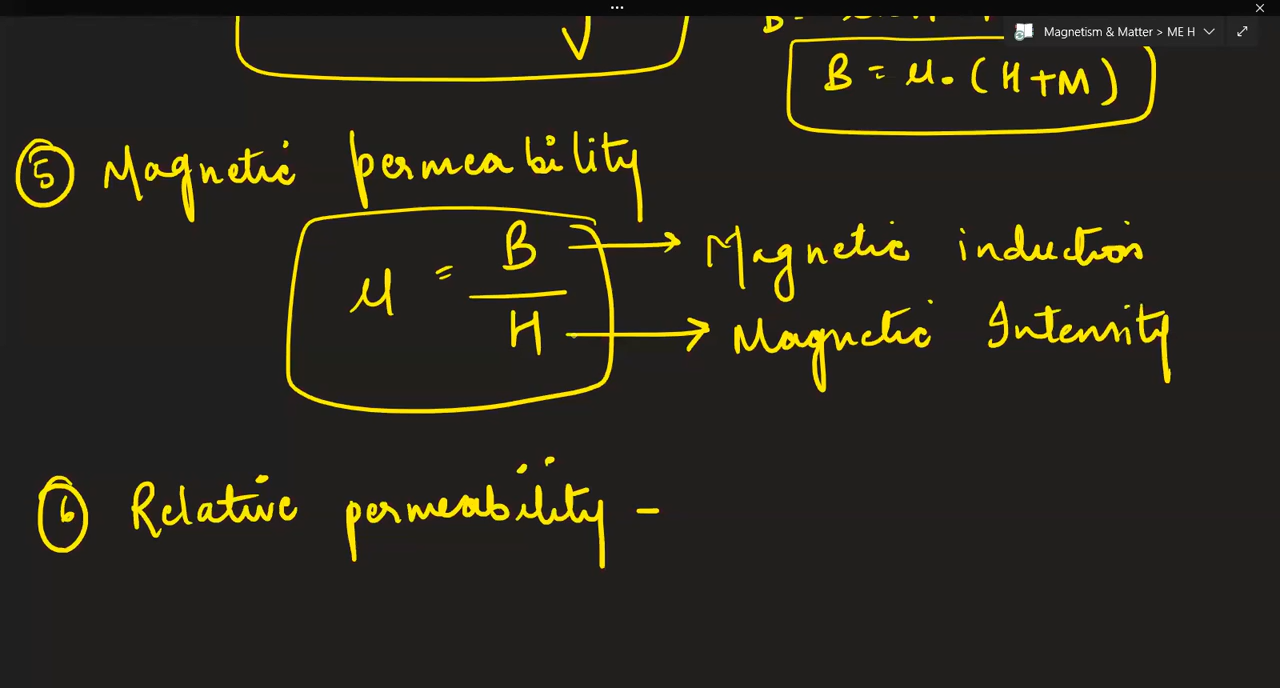 Magnetism & Matter > ME H
B = μ₀ (H+M)
⑤ Magnetic permeability
μ = B / H
B → Magnetic induction
H → Magnetic Intensity
⑥ Relative permeability -